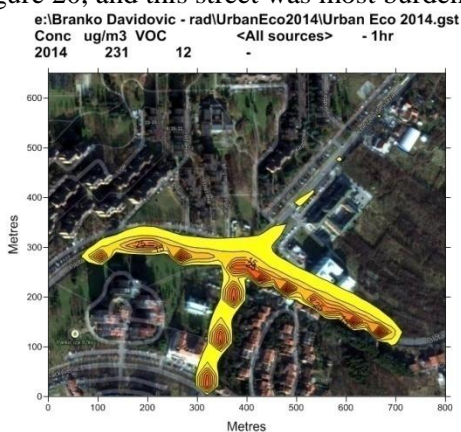 gure 20, and this street was most burden
e:\Branko Davidovic - rad\UrbanEco2014\Urban Eco 2014.gst
Conc ug/m3 VOC <All sources> - 1hr
2014 231 12 -
600
500
400
300
200
100
0
Metres
0 100 200 300 400 500 600 700 800
Metres